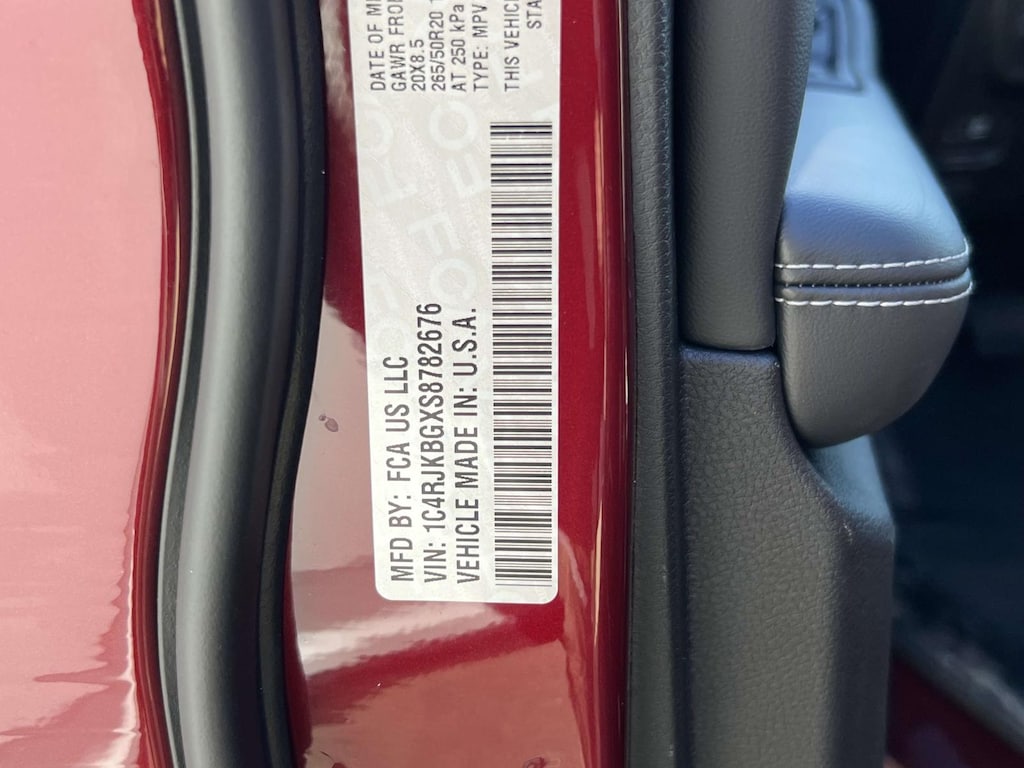 MFD BY: FCA US LLC
VIN: 1C4RJKBGXS8782676
VEHICLE MADE IN: U.S.A.
DATE OF M
GAWR FRO
20X8.5
265/50R20 1
AT 250 kPa
TYPE: MPV
THIS VEHIC
STA